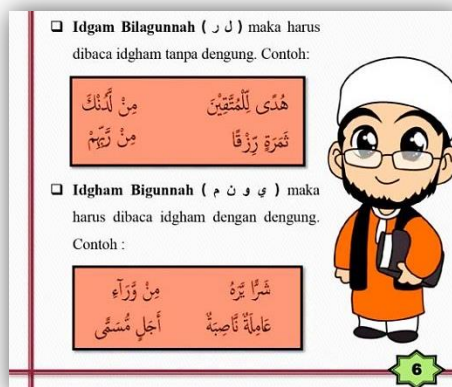 Idgam Bilagunnah ( ل ر ) maka harus
dibaca idgham tanpa dengung. Contoh:
هُدًى لِّلْمُتَّقِيْنَ مِنْ لَّدُنْكَ
ثَمَرَةٍ رِّزْقًا مِنْ رَّبِّهِمْ
Idgham Bigunnah ( ي و ن م ) maka
harus dibaca idgham dengan dengung.
Contoh :
شَرًّا يَّرَهُ مِنْ وَّرَآءِ
عَامِلَةٌ نَّاصِبَةٌ أَجَلٍ مُّسَمًّى
6